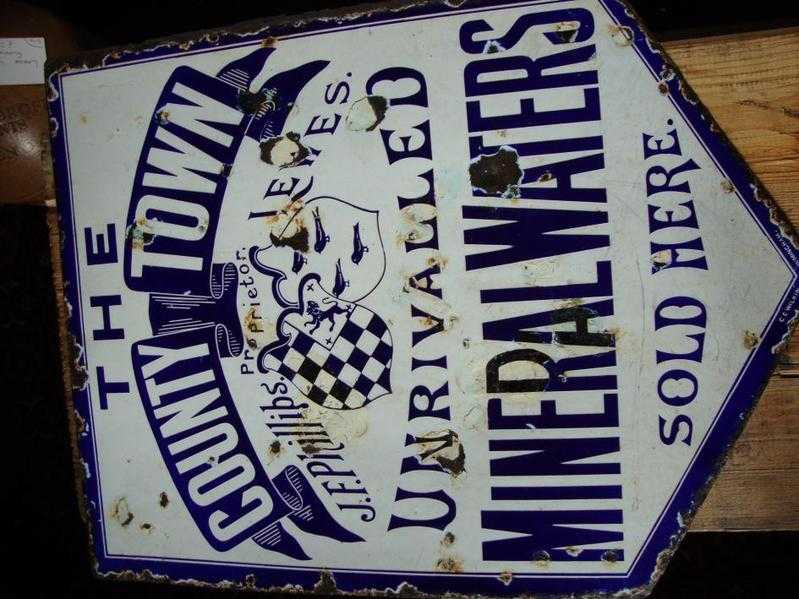 THE
COUNTY TOWN
J.F. Phillips. Proprietor. LEWES.
UNRIVALLED
MINERAL WATERS
SOLD HERE.